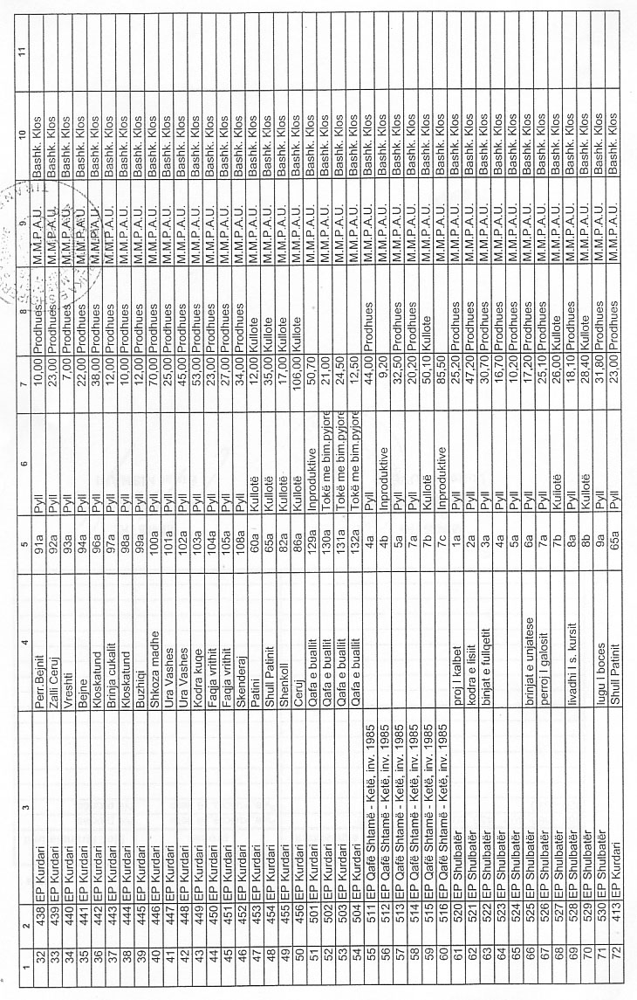 1 2 3 4 5 6 7 8 9 10 11
32 438 EP Kurdari Perr.Bejnit 91a Pyll 10,00 Prodhues M.M.P.A.U. Bashk. Klos
33 439 EP Kurdari Zalli Ceruj 92a Pyll 23,00 Prodhues M.M.P.A.U. Bashk. Klos
34 440 EP Kurdari Vreshti 93a Pyll 7,00 Prodhues M.M.P.A.U. Bashk. Klos
35 441 EP Kurdari Bejne 94a Pyll 22,00 Prodhues M.M.P.A.U. Bashk. Klos
36 442 EP Kurdari Kloskatund 96a Pyll 38,00 Prodhues M.M.P.A.U. Bashk. Klos
37 443 EP Kurdari Brinja cukalit 97a Pyll 12,00 Prodhues M.M.P.A.U. Bashk. Klos
38 444 EP Kurdari Kloskatund 98a Pyll 10,00 Prodhues M.M.P.A.U. Bashk. Klos
39 445 EP Kurdari Buzhiqi 99a Pyll 12,00 Prodhues M.M.P.A.U. Bashk. Klos
40 446 EP Kurdari Shkoza madhe 100a Pyll 70,00 Prodhues M.M.P.A.U. Bashk. Klos
41 447 EP Kurdari Ura Vashes 101a Pyll 25,00 Prodhues M.M.P.A.U. Bashk. Klos
42 448 EP Kurdari Ura Vashes 102a Pyll 45,00 Prodhues M.M.P.A.U. Bashk. Klos
43 449 EP Kurdari Kodra kuqe 103a Pyll 53,00 Prodhues M.M.P.A.U. Bashk. Klos
44 450 EP Kurdari Faqja vrithit 104a Pyll 23,00 Prodhues M.M.P.A.U. Bashk. Klos
45 451 EP Kurdari Faqja vrithit 105a Pyll 27,00 Prodhues M.M.P.A.U. Bashk. Klos
46 452 EP Kurdari Skenderaj 108a Pyll 34,00 Prodhues M.M.P.A.U. Bashk. Klos
47 453 EP Kurdari Patini 60a Kullotë 12,00 Kullote M.M.P.A.U. Bashk. Klos
48 454 EP Kurdari Shull Patinit 65a Kullotë 35,00 Kullote M.M.P.A.U. Bashk. Klos
49 455 EP Kurdari Shenkoll 82a Kullotë 17,00 Kullote M.M.P.A.U. Bashk. Klos
50 456 EP Kurdari Ceruj 86a Kullotë 106,00 Kullote M.M.P.A.U. Bashk. Klos
51 501 EP Kurdari Qafa e buallit 129a Inproduktive 50,70 M.M.P.A.U. Bashk. Klos
52 502 EP Kurdari Qafa e buallit 130a Tokë me bim.pyjore 21,00 M.M.P.A.U. Bashk. Klos
53 503 EP Kurdari Qafa e buallit 131a Tokë me bim.pyjore 24,50 M.M.P.A.U. Bashk. Klos
54 504 EP Kurdari Qafa e buallit 132a Tokë me bim.pyjore 12,50 M.M.P.A.U. Bashk. Klos
55 511 EP Qafë Shtamë - Ketë, inv. 1985 4a Pyll 44,00 Prodhues M.M.P.A.U. Bashk. Klos
56 512 EP Qafë Shtamë - Ketë, inv. 1985 4b Inproduktive 9,20 M.M.P.A.U. Bashk. Klos
57 513 EP Qafë Shtamë - Ketë, inv. 1985 5a Pyll 32,50 Prodhues M.M.P.A.U. Bashk. Klos
58 514 EP Qafë Shtamë - Ketë, inv. 1985 7a Pyll 20,20 Prodhues M.M.P.A.U. Bashk. Klos
59 515 EP Qafë Shtamë - Ketë, inv. 1985 7b Kullotë 50,10 Kullote M.M.P.A.U. Bashk. Klos
60 516 EP Qafë Shtamë - Ketë, inv. 1985 7c Inproduktive 85,50 M.M.P.A.U. Bashk. Klos
61 520 EP Shulbatër proj I kalbet 1a Pyll 25,20 Prodhues M.M.P.A.U. Bashk. Klos
62 521 EP Shulbatër kodra e lisiit 2a Pyll 47,20 Prodhues M.M.P.A.U. Bashk. Klos
63 522 EP Shulbatër binjat e fullqetit 3a Pyll 30,70 Prodhues M.M.P.A.U. Bashk. Klos
64 523 EP Shulbatër 4a Pyll 16,70 Prodhues M.M.P.A.U. Bashk. Klos
65 524 EP Shulbatër 5a Pyll 10,20 Prodhues M.M.P.A.U. Bashk. Klos
66 525 EP Shulbatër brinjat e unjatese 6a Pyll 17,20 Prodhues M.M.P.A.U. Bashk. Klos
67 526 EP Shulbatër perroj I galosit 7a Pyll 25,10 Prodhues M.M.P.A.U. Bashk. Klos
68 527 EP Shulbatër 7b Kullotë 26,00 Kullote M.M.P.A.U. Bashk. Klos
69 528 EP Shulbatër livadhi I s. kursit 8a Pyll 18,10 Prodhues M.M.P.A.U. Bashk. Klos
70 529 EP Shulbatër 8b Kullotë 28,40 Kullote M.M.P.A.U. Bashk. Klos
71 530 EP Shulbatër lugu I boces 9a Pyll 31,80 Prodhues M.M.P.A.U. Bashk. Klos
72 413 EP Kurdari Shull Patinit 65a Pyll 23,00 Prodhues M.M.P.A.U. Bashk. Klos